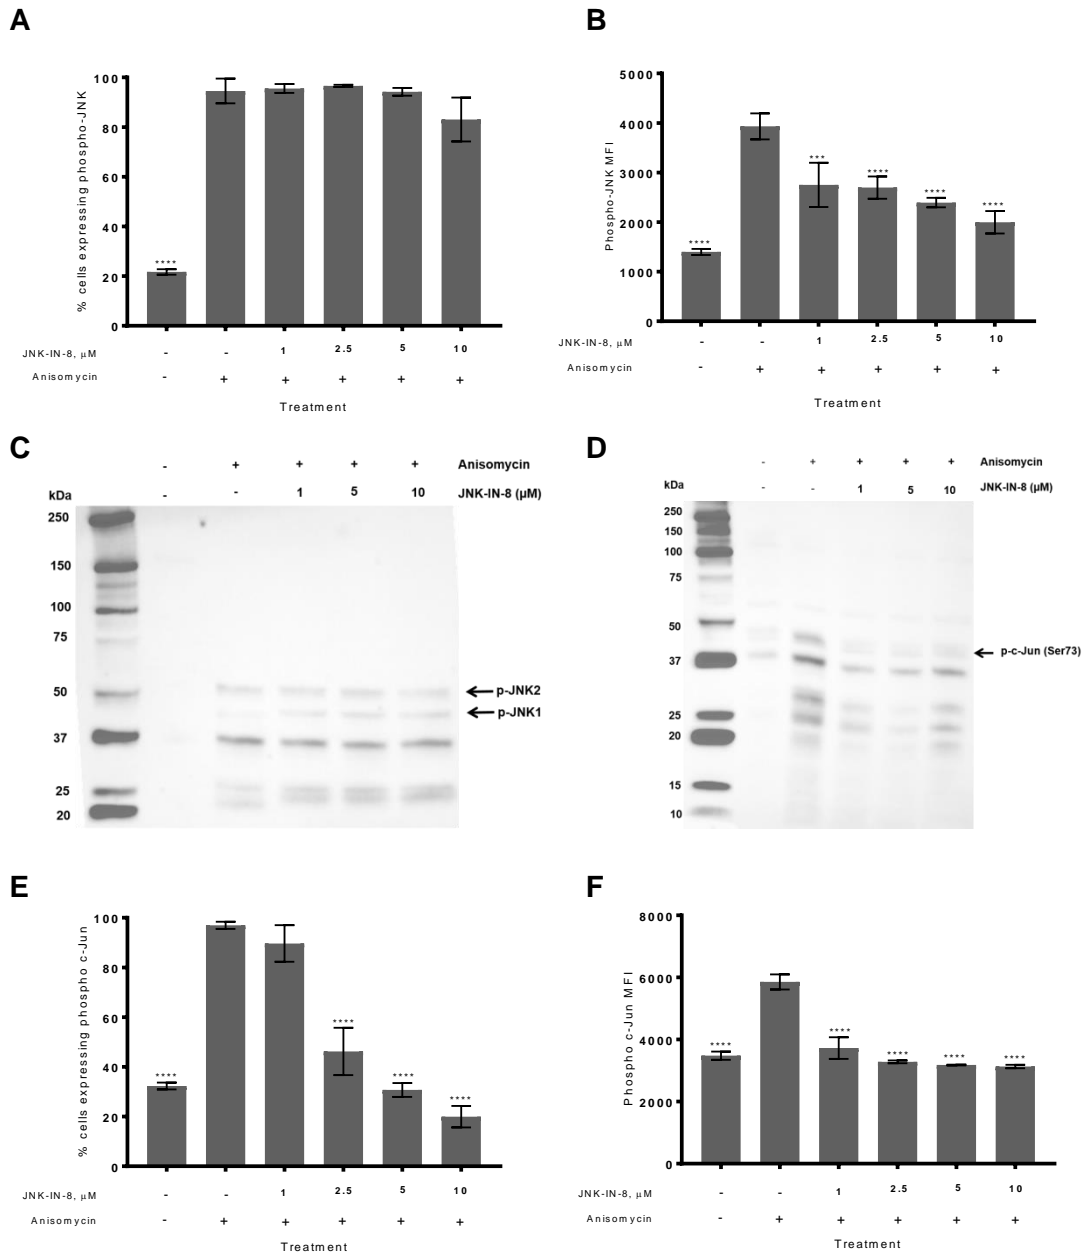 A
% cells expressing phospho-JNK
100
80
60
40
20
0
****
JNK-IN-8, μM - - 1 2.5 5 10
Anisomycin - + + + + +
Treatment
B
Phospho-JNK MFI
5000
4000
3000
2000
1000
0
**** *** **** **** ****
JNK-IN-8, μM - - 1 2.5 5 10
Anisomycin - + + + + +
Treatment
C
- + + + + Anisomycin
kDa - - 1 5 10 JNK-IN-8 (μM)
250
150
100
75
50
37
25
20
p-JNK2
p-JNK1
D
- + + + + Anisomycin
kDa - - 1 5 10 JNK-IN-8 (μM)
250
150
100
75
50
37
25
20
15
10
p-c-Jun (Ser73)
E
% cells expressing phospho c-Jun
100
80
60
40
20
0
**** **** **** ****
JNK-IN-8, μM - - 1 2.5 5 10
Anisomycin - + + + + +
Treatment
F
Phospho c-Jun MFI
8000
6000
4000
2000
0
**** **** **** **** ****
JNK-IN-8, μM - - 1 2.5 5 10
Anisomycin - + + + + +
Treatment